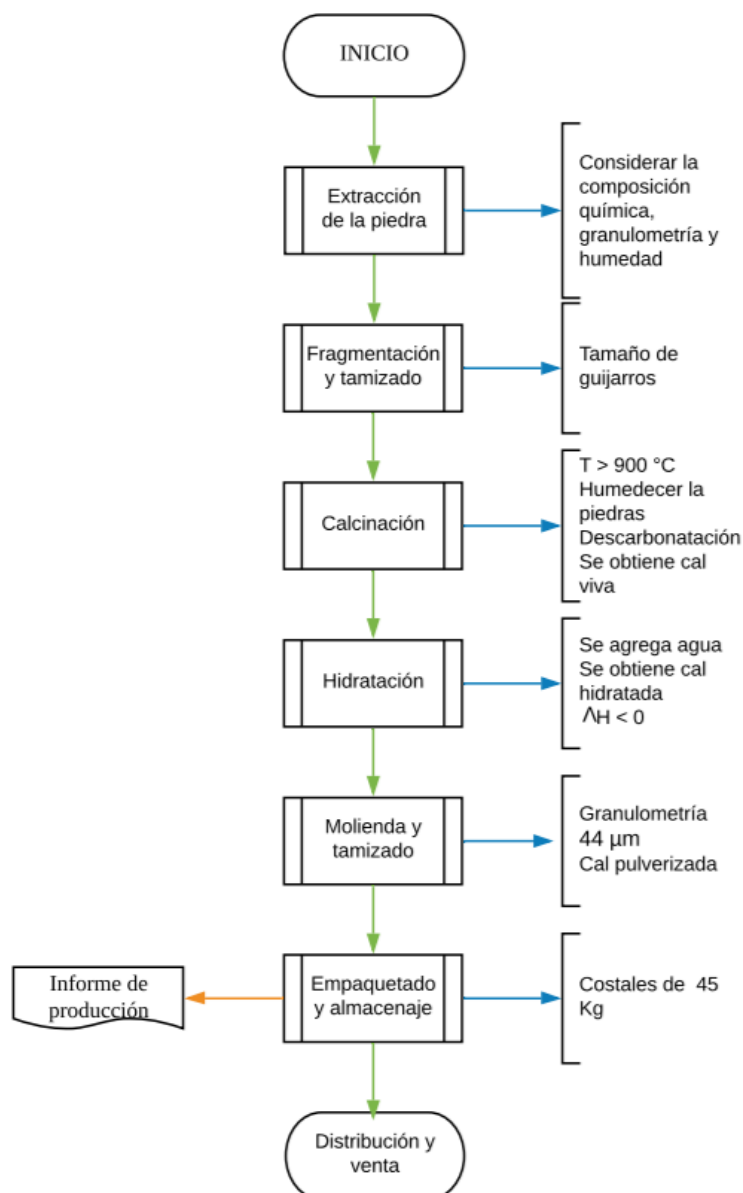 INICIO
Extracción
de la piedra
Considerar la
composición
química,
granulometría y
humedad
Fragmentación
y tamizado
Tamaño de
guijarros
Calcinación
T > 900 °C
Humedecer la
piedras
Descarbonatación
Se obtiene cal
viva
Hidratación
Se agrega agua
Se obtiene cal
hidratada
ΛH < 0
Molienda y
tamizado
Granulometría
44 µm
Cal pulverizada
Informe de
producción
Empaquetado
y almacenaje
Costales de 45
Kg
Distribución y
venta